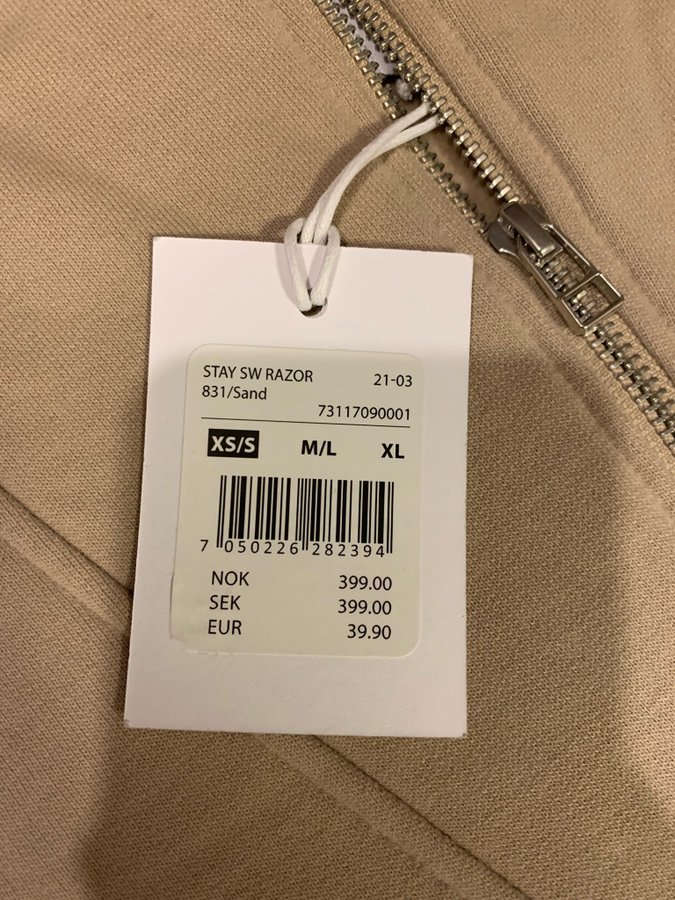 STAY SW RAZOR 21-03
831/Sand
73117090001
XS/S M/L XL
7 050226 282394
NOK 399.00
SEK 399.00
EUR 39.90